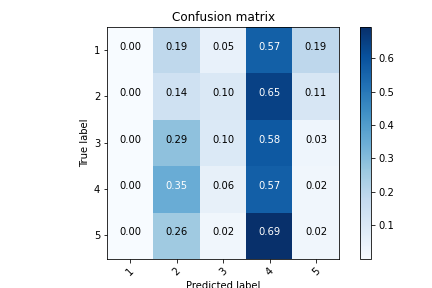 Confusion matrix
1 0.00 0.19 0.05 0.57 0.19
2 0.00 0.14 0.10 0.65 0.11
3 0.00 0.29 0.10 0.58 0.03
4 0.00 0.35 0.06 0.57 0.02
5 0.00 0.26 0.02 0.69 0.02
1 2 3 4 5
True label
Predicted label
0.6
0.5
0.4
0.3
0.2
0.1